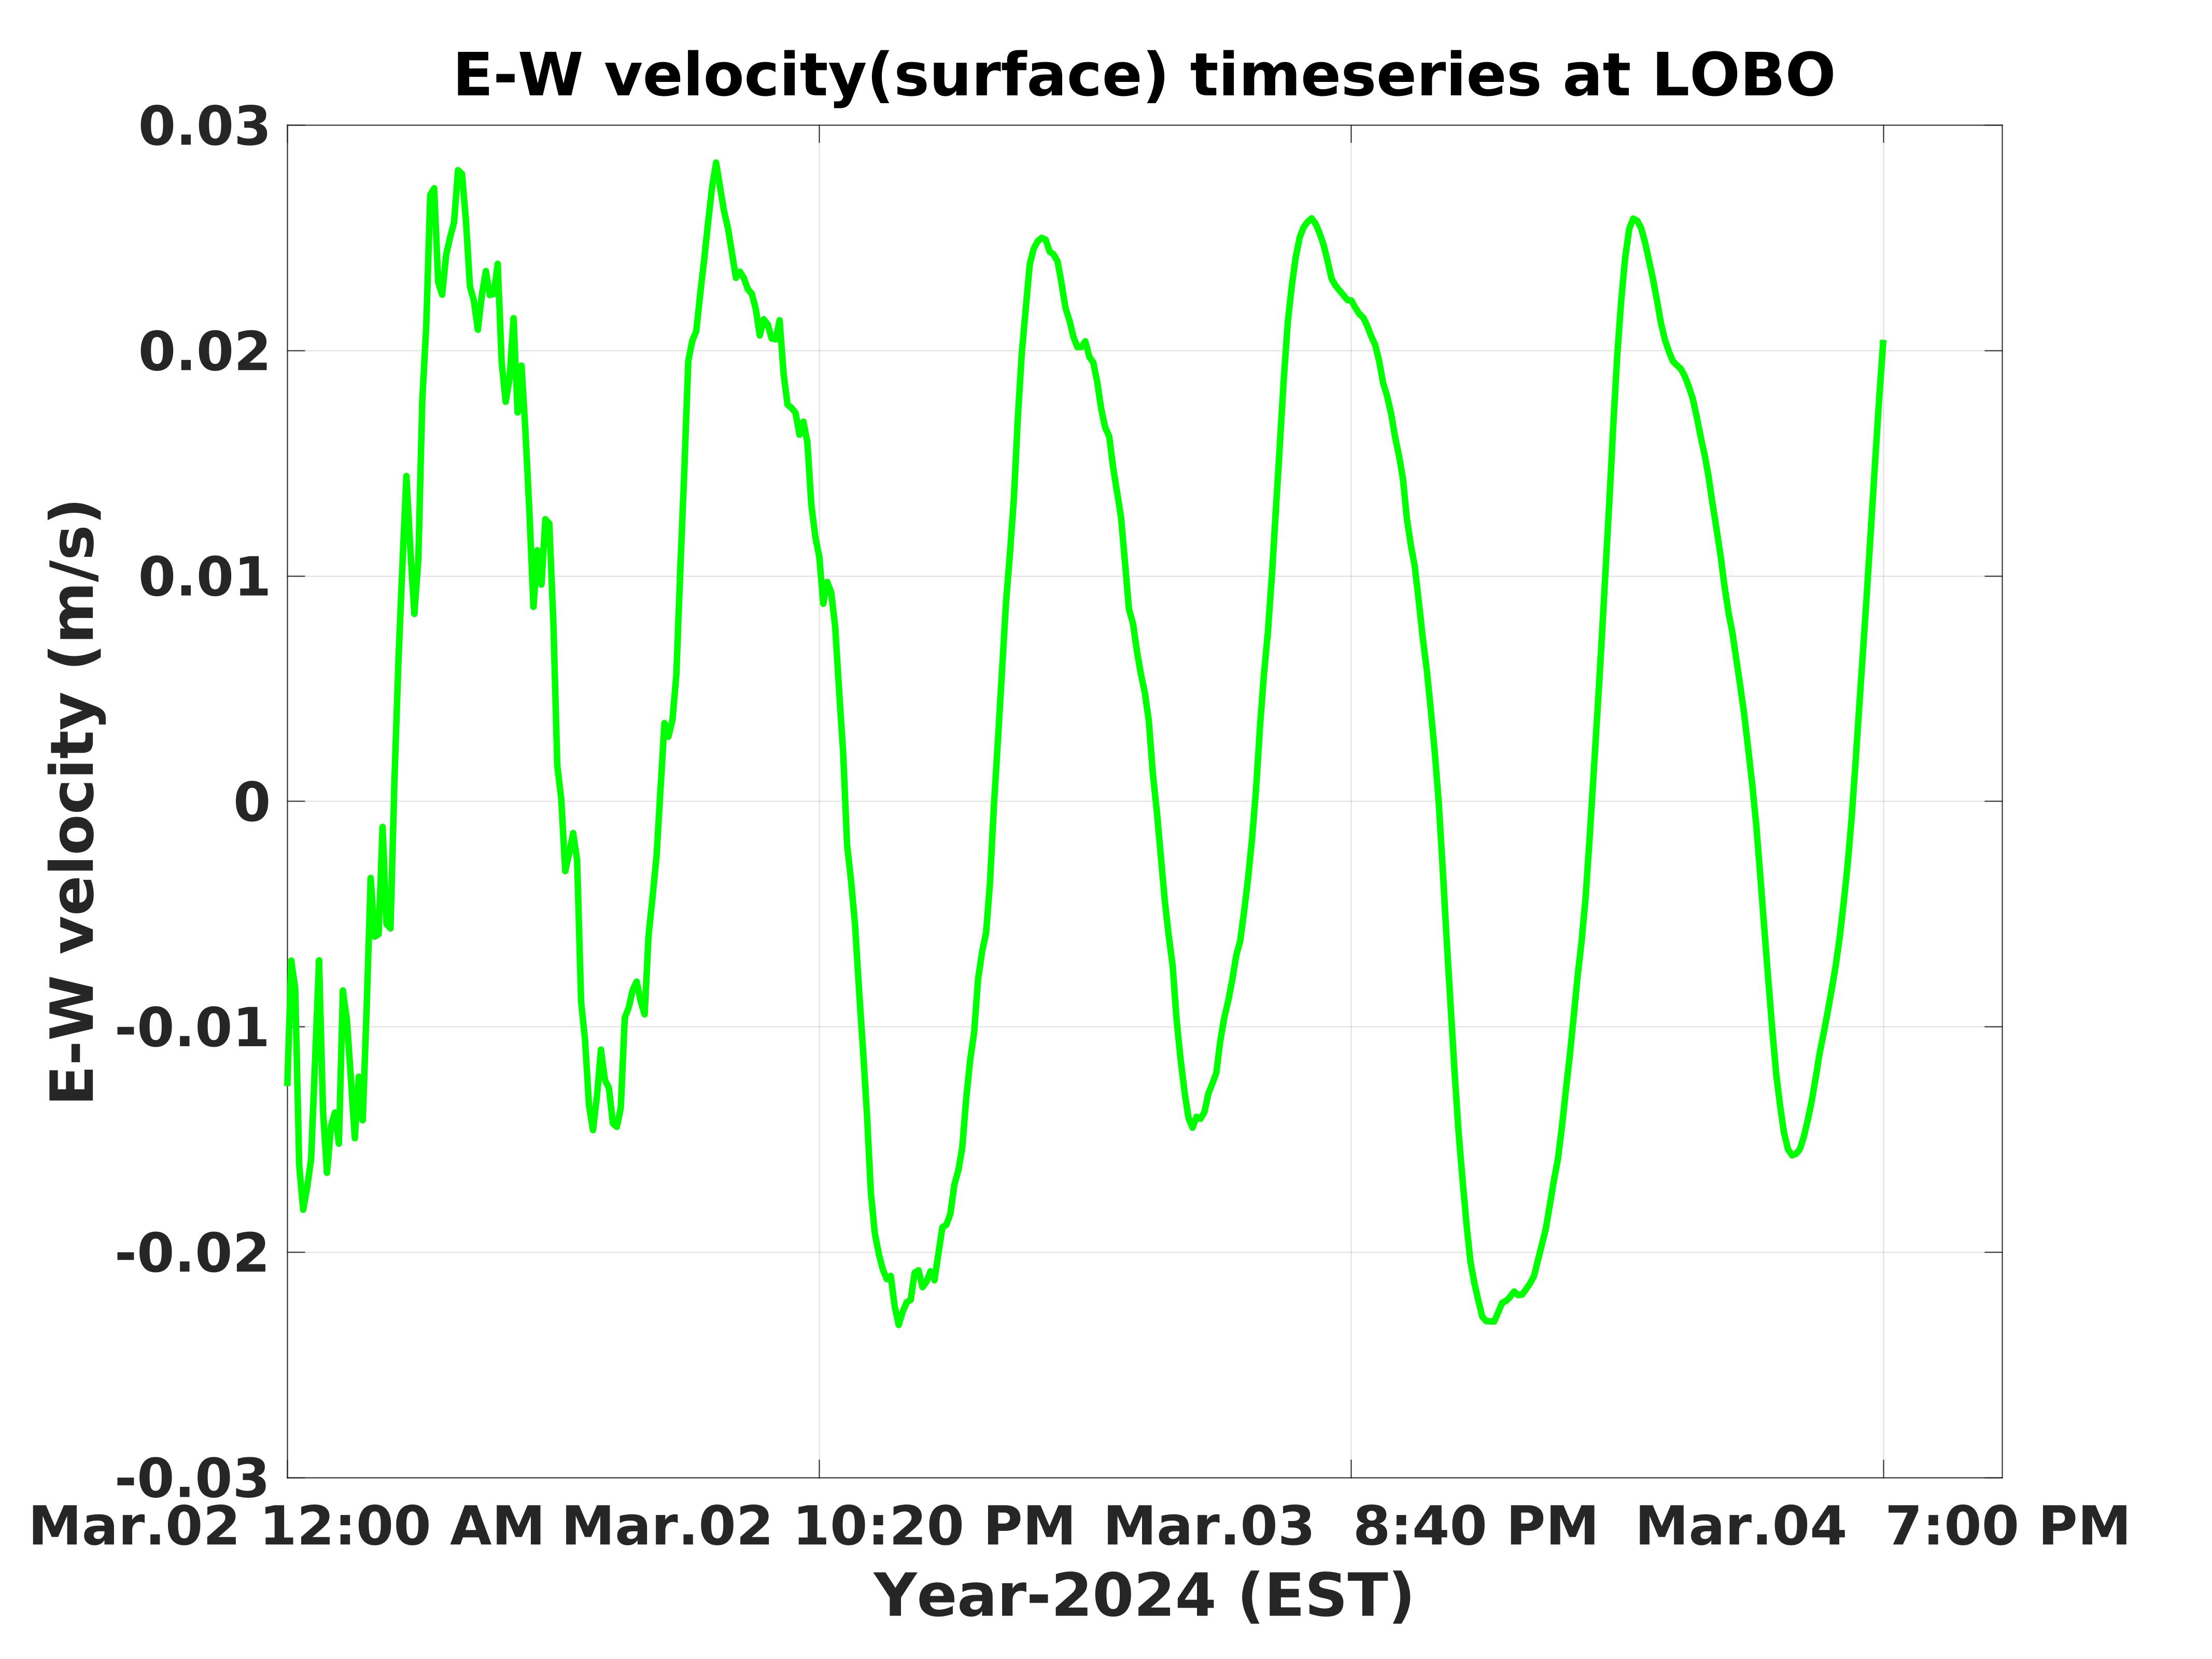 E-W velocity(surface) timeseries at LOBO
0.03
0.02
0.01
0
-0.01
-0.02
-0.03
E-W velocity (m/s)
Mar.02 12:00 AM Mar.02 10:20 PM Mar.03 8:40 PM Mar.04 7:00 PM
Year-2024 (EST)